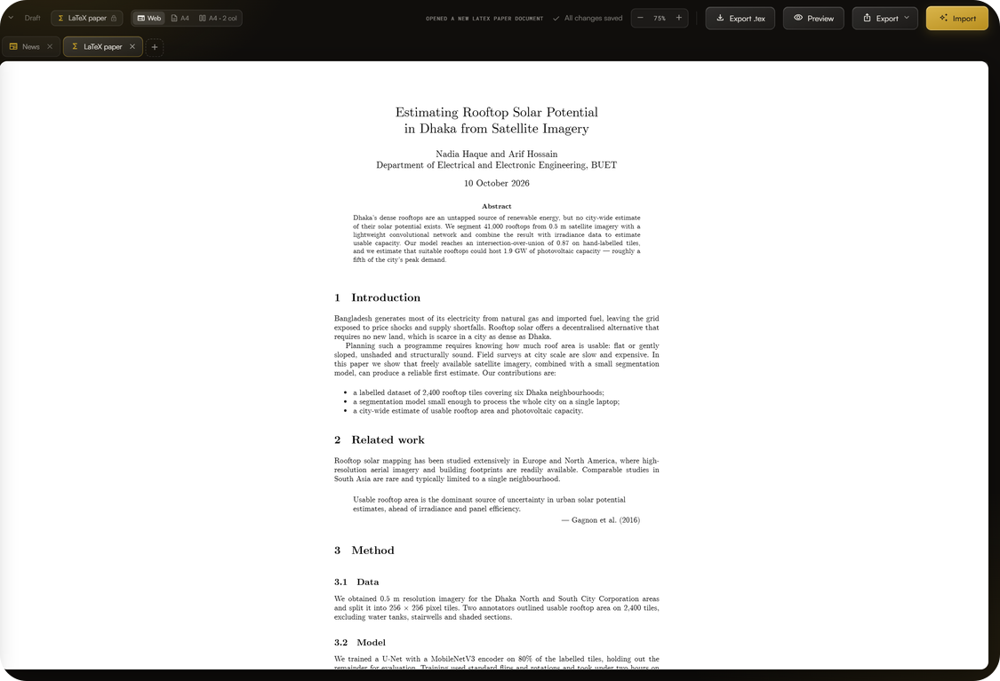 Draft
LaTeX paper
Web
A4
A4 · 2 col
OPENED A NEW LATEX PAPER DOCUMENT
All changes saved
75%
Export .tex
Preview
Export
Import
News
LaTeX paper
Estimating Rooftop Solar Potential
in Dhaka from Satellite Imagery
Nadia Haque and Arif Hossain
Department of Electrical and Electronic Engineering, BUET
10 October 2026
Abstract
Dhaka's dense rooftops are an untapped source of renewable energy, but no city-wide estimate
of their solar potential exists. We segment 41,000 rooftops from 0.5 m satellite imagery with a
lightweight convolutional network and combine the result with irradiance data to estimate
usable capacity. Our model reaches an intersection-over-union of 0.87 on hand-labelled tiles,
and we estimate that suitable rooftops could host 1.9 GW of photovoltaic capacity — roughly a
fifth of the city's peak demand.
1 Introduction
Bangladesh generates most of its electricity from natural gas and imported fuel, leaving the grid
exposed to price shocks and supply shortfalls. Rooftop solar offers a decentralised alternative that
requires no new land, which is scarce in a city as dense as Dhaka.
Planning such a programme requires knowing how much roof area is usable: flat or gently
sloped, unshaded and structurally sound. Field surveys at city scale are slow and expensive. In
this paper we show that freely available satellite imagery, combined with a small segmentation
model, can produce a reliable first estimate. Our contributions are:
• a labelled dataset of 2,400 rooftop tiles covering six Dhaka neighbourhoods;
• a segmentation model small enough to process the whole city on a single laptop;
• a city-wide estimate of usable rooftop area and photovoltaic capacity.
2 Related work
Rooftop solar mapping has been studied extensively in Europe and North America, where high-
resolution aerial imagery and building footprints are readily available. Comparable studies in
South Asia are rare and typically limited to a single neighbourhood.
Usable rooftop area is the dominant source of uncertainty in urban solar potential
estimates, ahead of irradiance and panel efficiency.
— Gagnon et al. (2016)
3 Method
3.1 Data
We obtained 0.5 m resolution imagery for the Dhaka North and South City Corporation areas
and split it into 256 × 256 pixel tiles. Two annotators outlined usable rooftop area on 2,400 tiles,
excluding water tanks, stairwells and shaded sections.
3.2 Model
We trained a U-Net with a MobileNetV3 encoder on 80% of the labelled tiles, holding out the
remainder for evaluation. Training used standard flips and rotations and took under two hours on